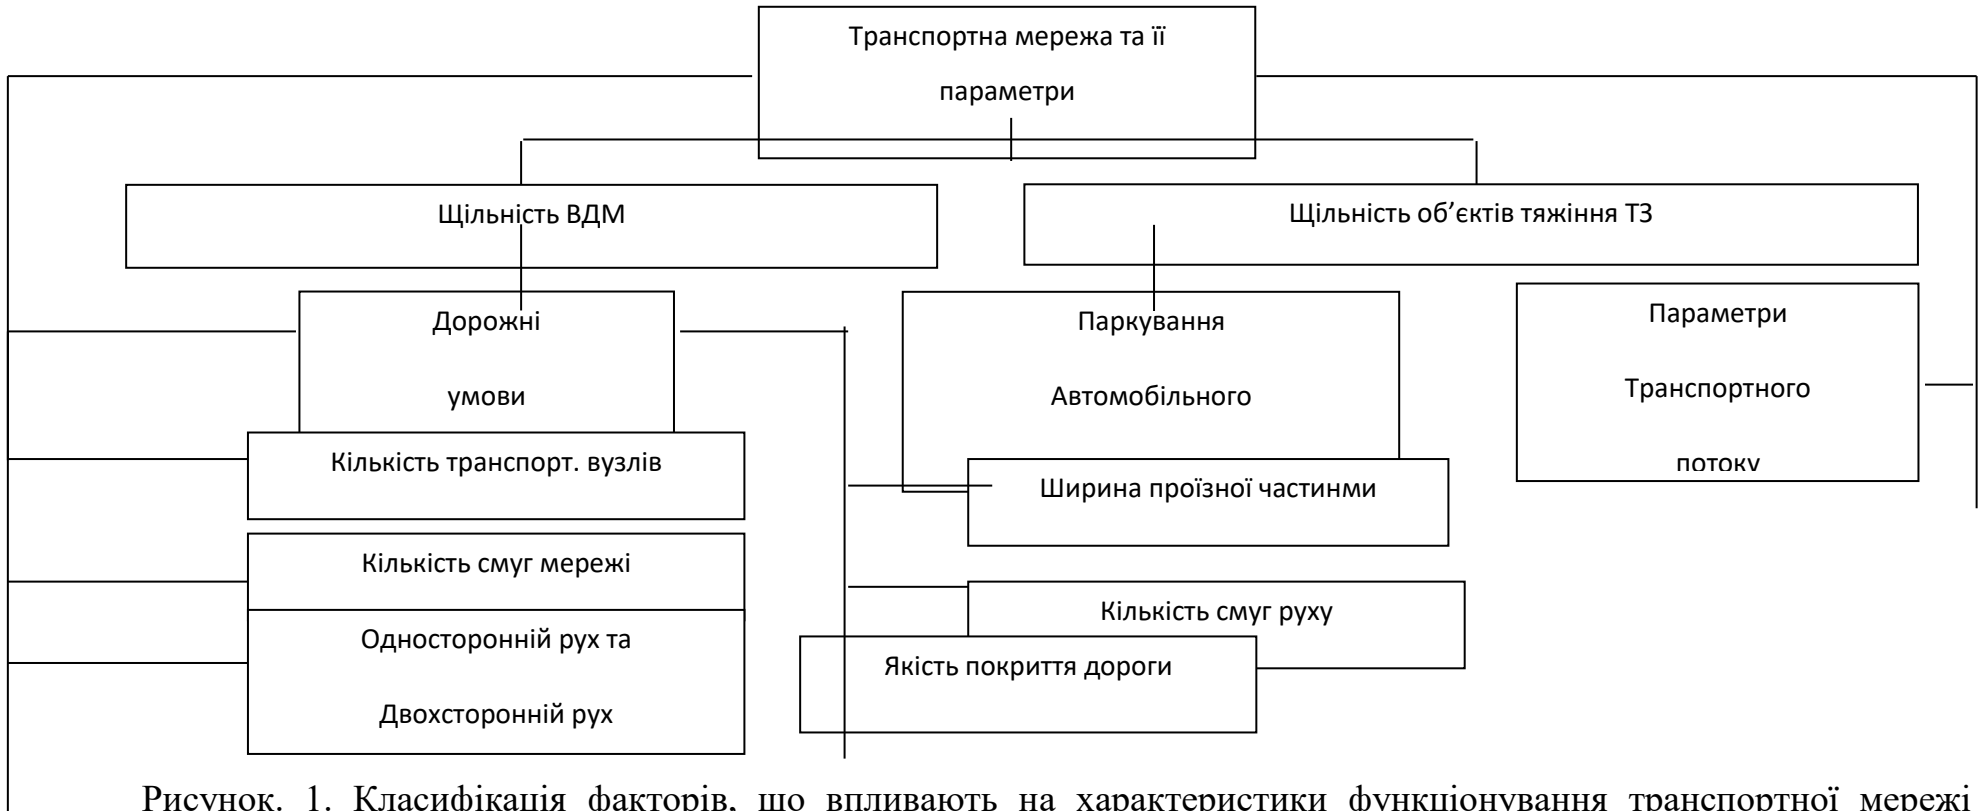 Транспортна мережа та її
параметри
Щільність ВДМ
Щільність об’єктів тяжіння ТЗ
Дорожні
умови
Паркування
Автомобільного
Параметри
Транспортного
потоку
Кількість транспорт. вузлів
Ширина проїзної частинми
Кількість смуг мережі
Кількість смуг руху
Односторонній рух та
Двохсторонній рух
Якість покриття дороги
Рисунок. 1. Класифікація факторів, що впливають на характеристики функціонування транспортної мережі